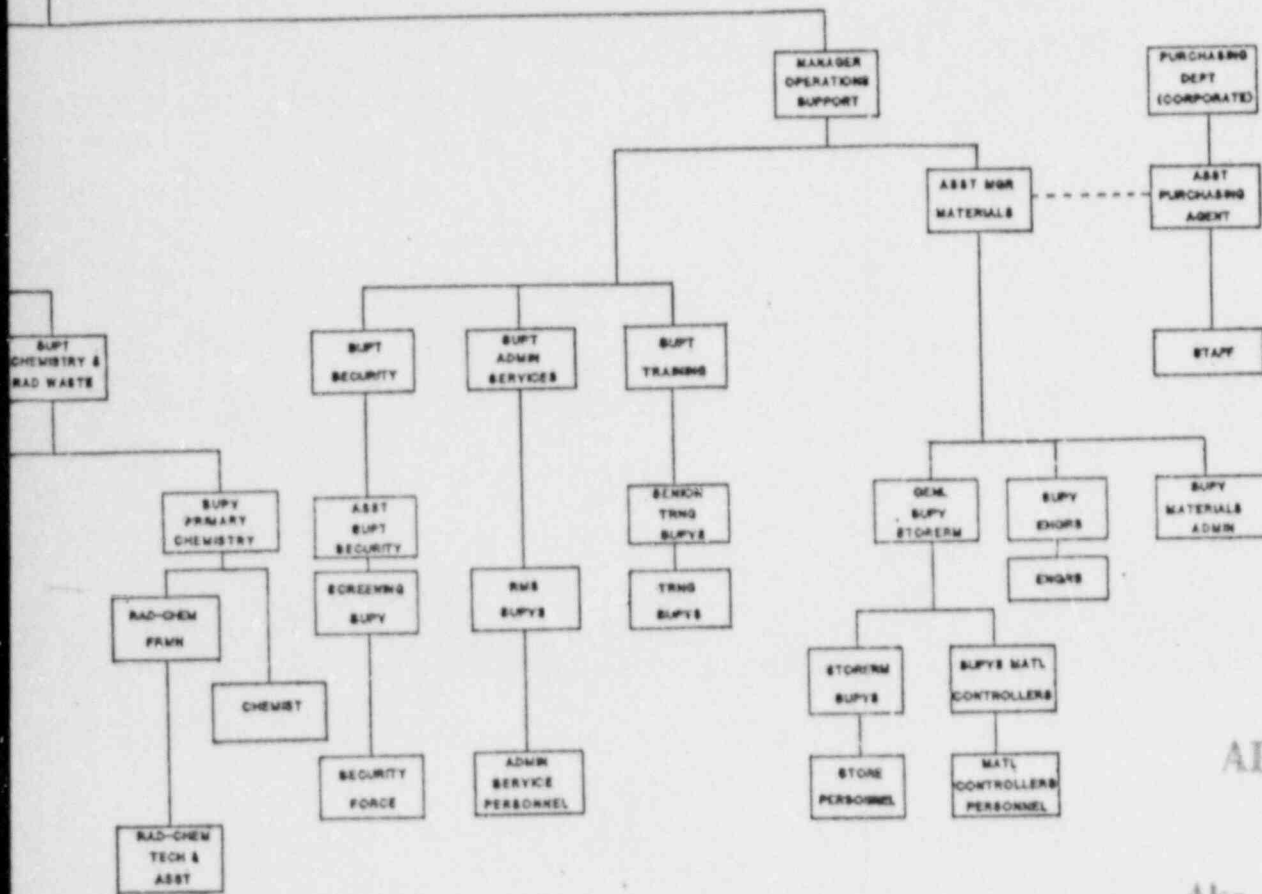 MANAGER
OPERATIONS
SUPPORT
PURCHASING
DEPT
(CORPORATE)
ASST MGR
MATERIALS
ASST
PURCHASING
AGENT
SUPT
CHEMISTRY &
RAD WASTE
SUPT
SECURITY
SUPT
ADMIN
SERVICES
SUPT
TRAINING
STAFF
SUPV
PRIMARY
CHEMISTRY
ASST
SUPT
SECURITY
SENIOR
TRNG
SUPVS
GENL
SUPV
STORERM
SUPV
ENGRS
SUPV
MATERIALS
ADMIN
RAD-CHEM
FRMN
SCREENING
SUPV
RMS
SUPVS
TRNG
SUPVS
ENGRS
CHEMIST
STORERM
SUPVS
SUPVS MATL
CONTROLLERS
SECURITY
FORCE
ADMIN
SERVICE
PERSONNEL
STORE
PERSONNEL
MATL
CONTROLLERS
PERSONNEL
RAD-CHEM
TECH &
ASST